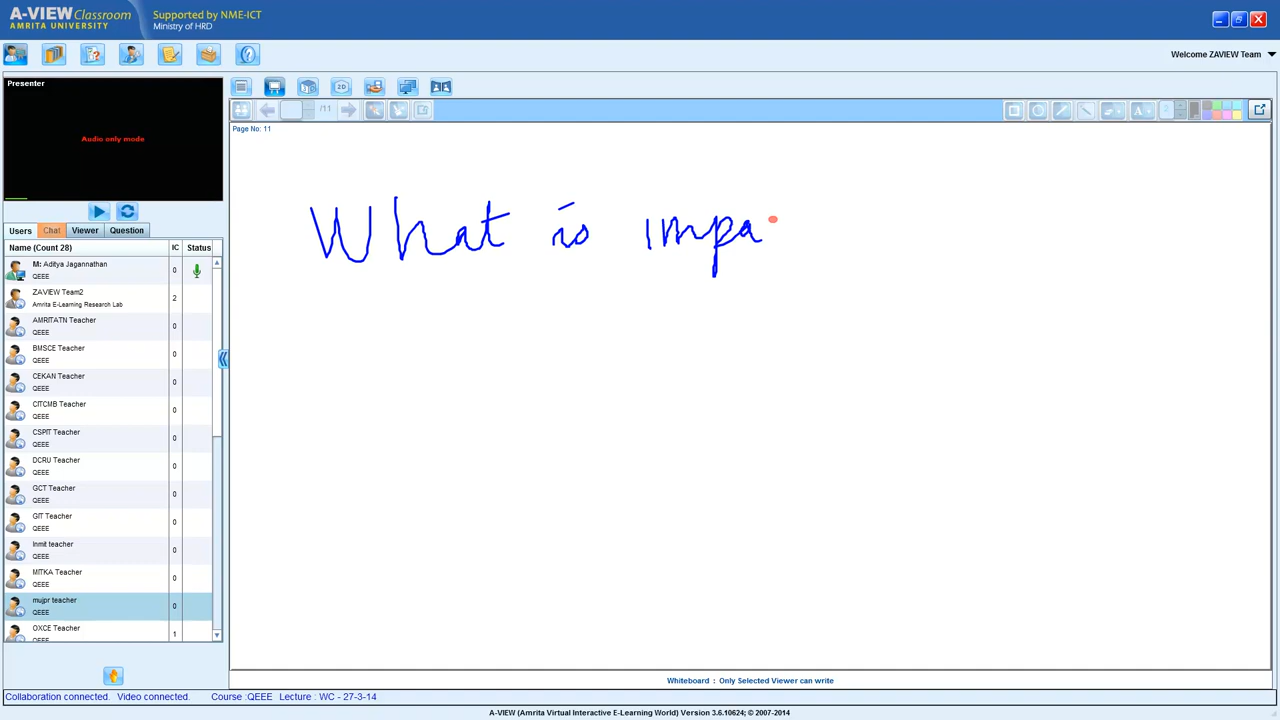 A-VIEW Classroom
AMRITA UNIVERSITY
Supported by NME-ICT
Ministry of HRD
Welcome ZAVIEW Team
Presenter
Audio only mode
/11
Page No: 11
What is impa
Users Chat Viewer Question
Name (Count 28) IC Status
M: Aditya Jagannathan
QEEE
0
ZAVIEW Team2
Amrita E-Learning Research Lab
2
AMRITATN Teacher
QEEE
0
BMSCE Teacher
QEEE
0
CEKAN Teacher
QEEE
0
CITCMB Teacher
QEEE
0
CSPIT Teacher
QEEE
0
DCRU Teacher
QEEE
0
GCT Teacher
QEEE
0
GIT Teacher
QEEE
0
Inmit teacher
QEEE
0
MITKA Teacher
QEEE
0
mujpr teacher
QEEE
0
OXCE Teacher
QEEE
1
Whiteboard : Only Selected Viewer can write
Collaboration connected. Video connected. Course :QEEE Lecture : WC - 27-3-14
A-VIEW (Amrita Virtual Interactive E-Learning World) Version 3.6.10624; © 2007-2014